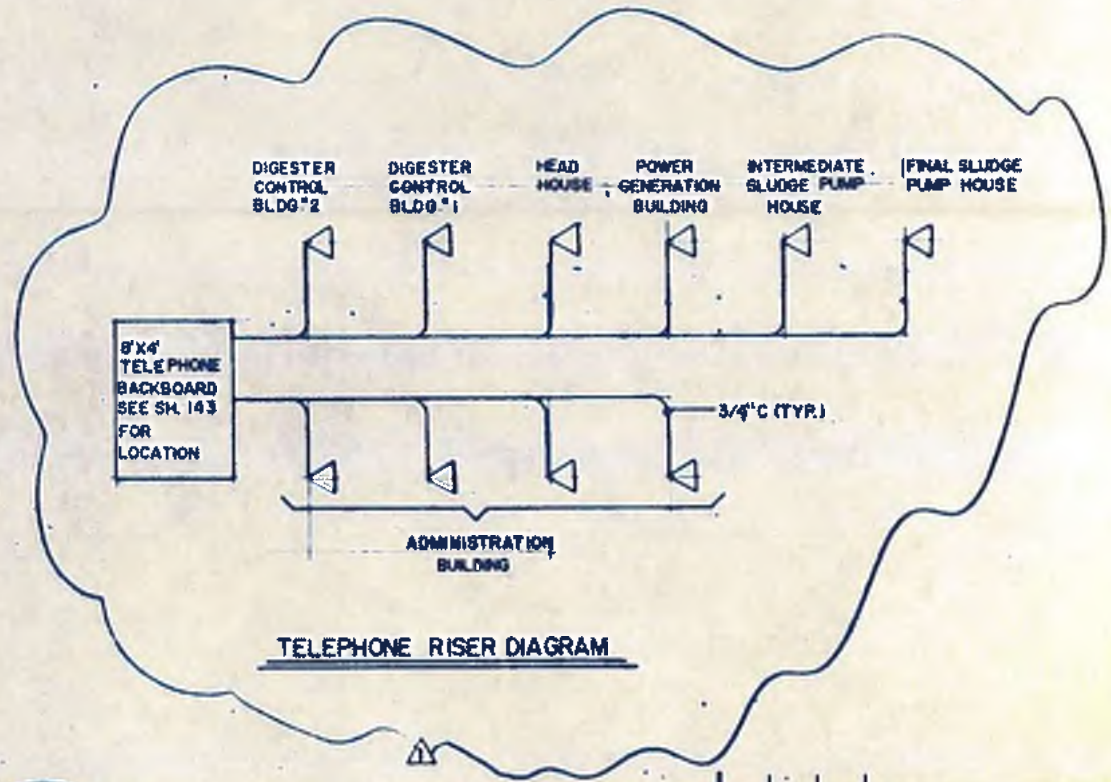 DIGESTER
CONTROL
BLDG.#2
DIGESTER
CONTROL
BLDG.#1
HEAD
HOUSE
POWER
GENERATION
BUILDING
INTERMEDIATE
SLUDGE PUMP
HOUSE
FINAL SLUDGE
PUMP HOUSE
8'X4'
TELEPHONE
BACKBOARD
SEE SH. 143
FOR
LOCATION
3/4"C (TYP.)
ADMINISTRATION
BUILDING
TELEPHONE RISER DIAGRAM
1